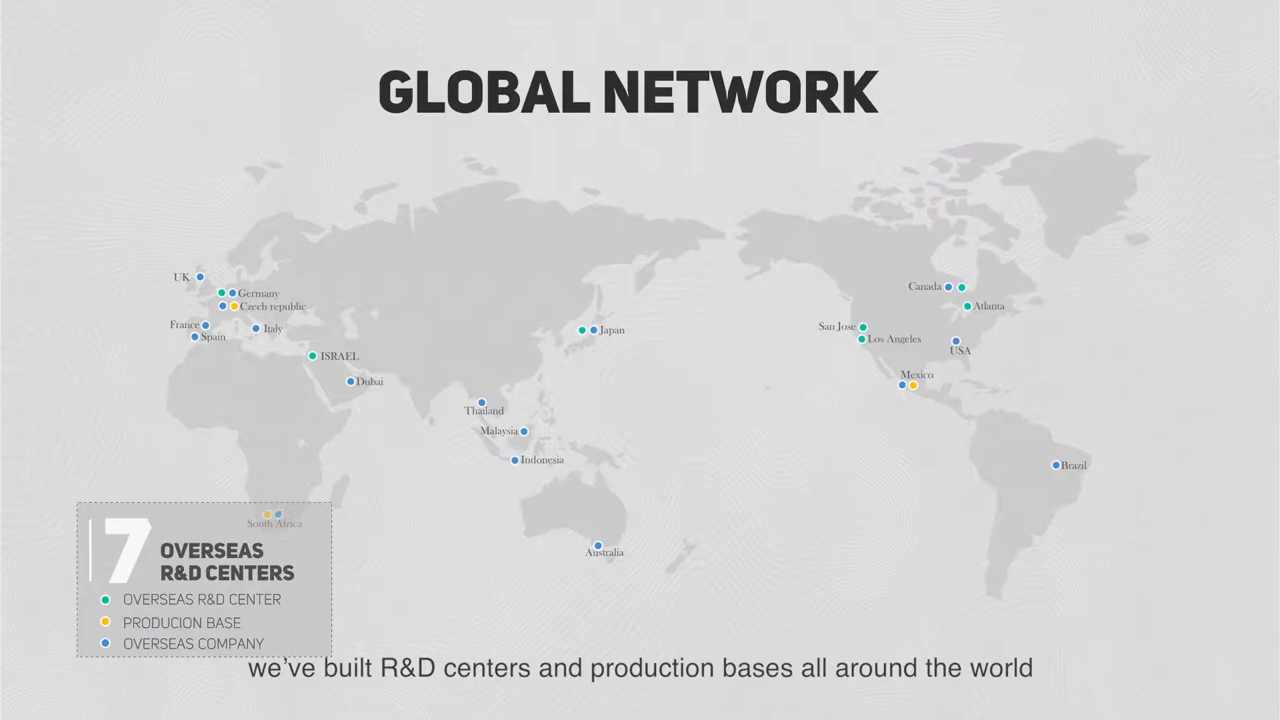 GLOBAL NETWORK
UK
Germany
Canada
Czech republic
Atlanta
France
Italy
San Jose
Japan
Spain
Los Angeles
USA
ISRAEL
Mexico
Dubai
Thailand
Malaysia
Indonesia
Brazil
South Africa
Australia
7 OVERSEAS
R&D CENTERS
OVERSEAS R&D CENTER
PRODUCION BASE
OVERSEAS COMPANY
we've built R&D centers and production bases all around the world